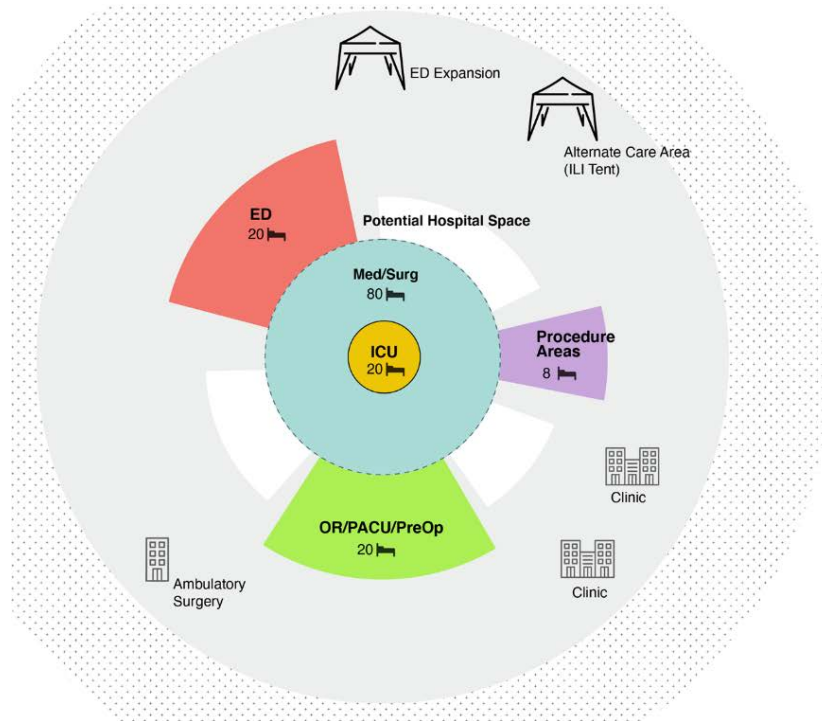 ED Expansion
Alternate Care Area
(ILI Tent)
ED
20
Potential Hospital Space
Med/Surg
80
ICU
20
Procedure
Areas
8
Clinic
OR/PACU/PreOp
20
Clinic
Ambulatory
Surgery